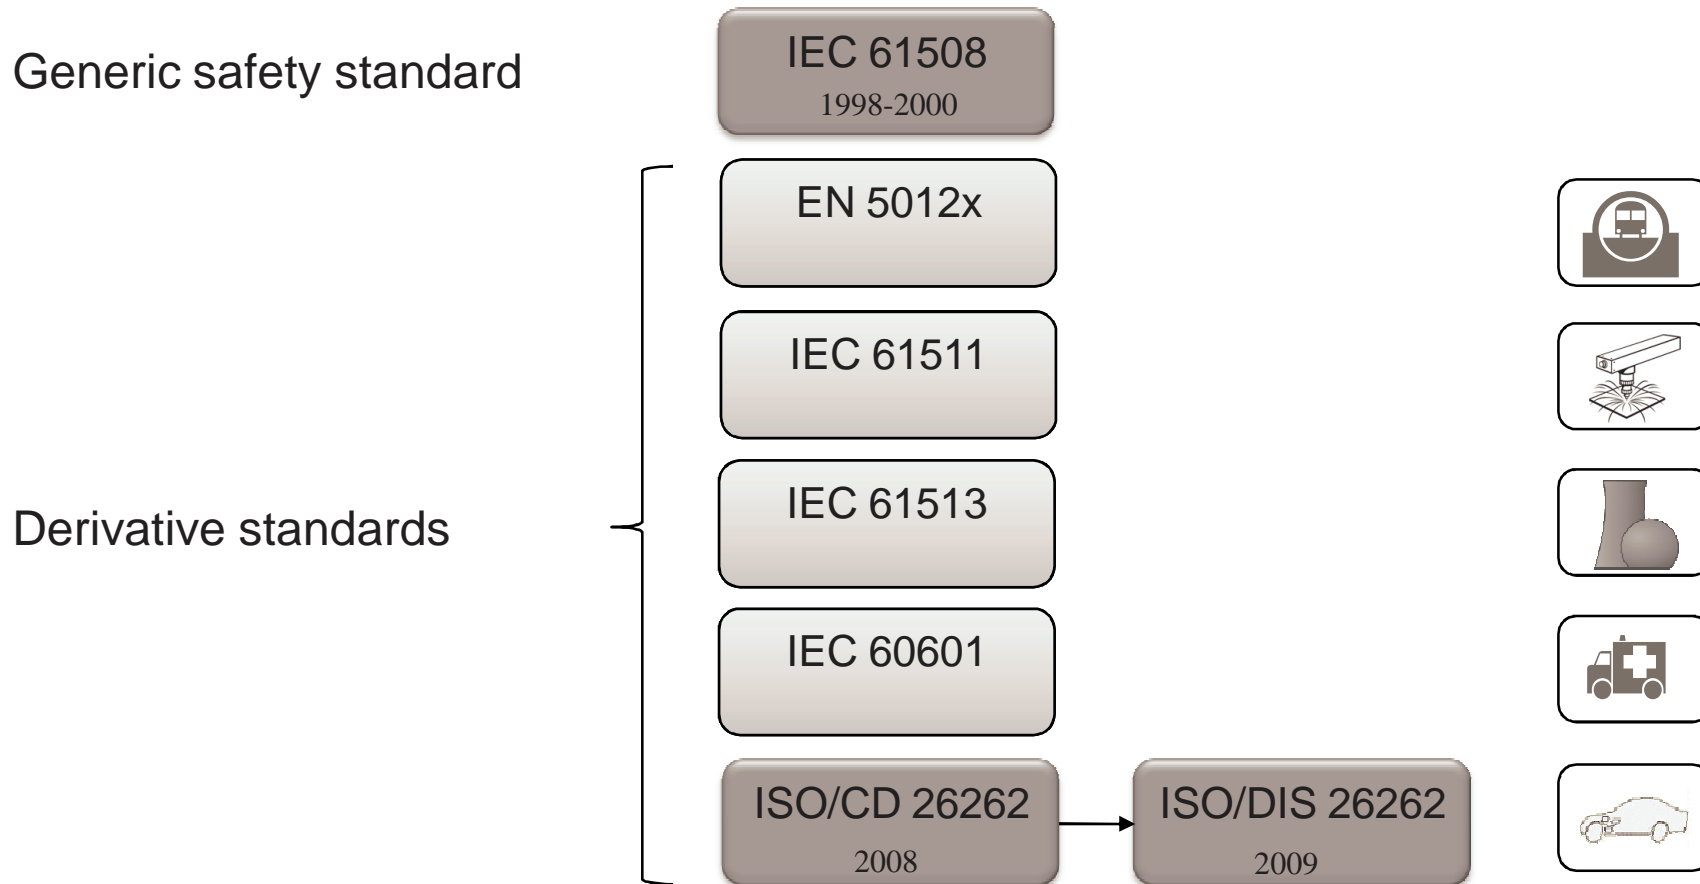 Generic safety standard
IEC 61508
1998-2000
EN 5012x
IEC 61511
Derivative standards
IEC 61513
IEC 60601
ISO/CD 26262
2008
ISO/DIS 26262
2009